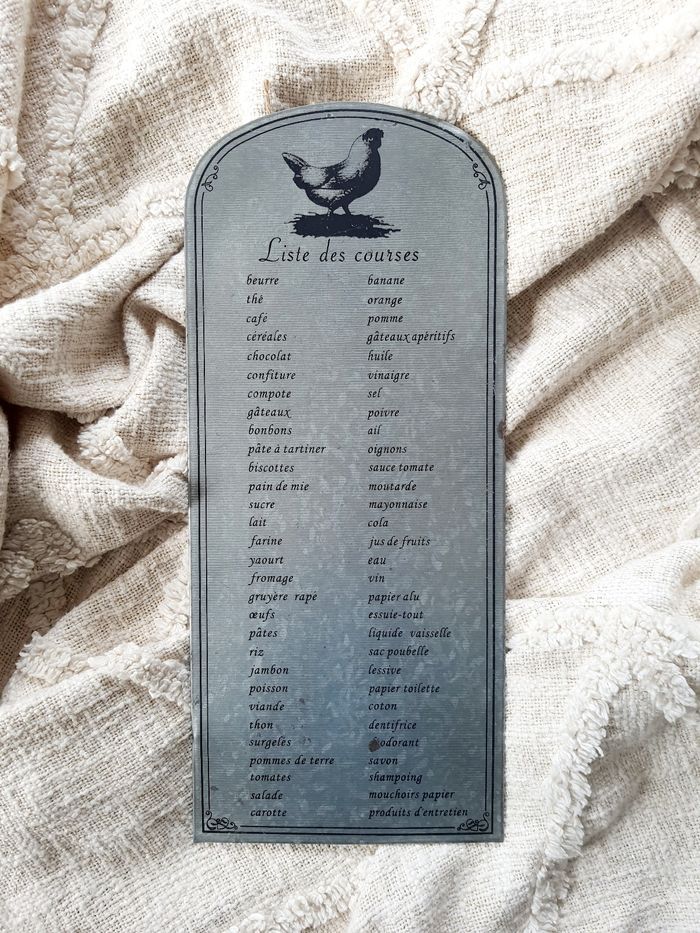 Liste des courses
beurre
thé
café
céréales
chocolat
confiture
compote
gâteaux
bonbons
pâte à tartiner
biscottes
pain de mie
sucre
lait
farine
yaourt
fromage
gruyère rapé
œufs
pâtes
riz
jambon
poisson
viande
thon
surgelés
pommes de terre
tomates
salade
carotte
banane
orange
pomme
gâteaux apéritifs
huile
vinaigre
sel
poivre
ail
oignons
sauce tomate
moutarde
mayonnaise
cola
jus de fruits
eau
vin
papier alu
essuie-tout
liquide vaisselle
sac poubelle
lessive
papier toilette
coton
dentifrice
déodorant
savon
shampoing
mouchoirs papier
produits d'entretien